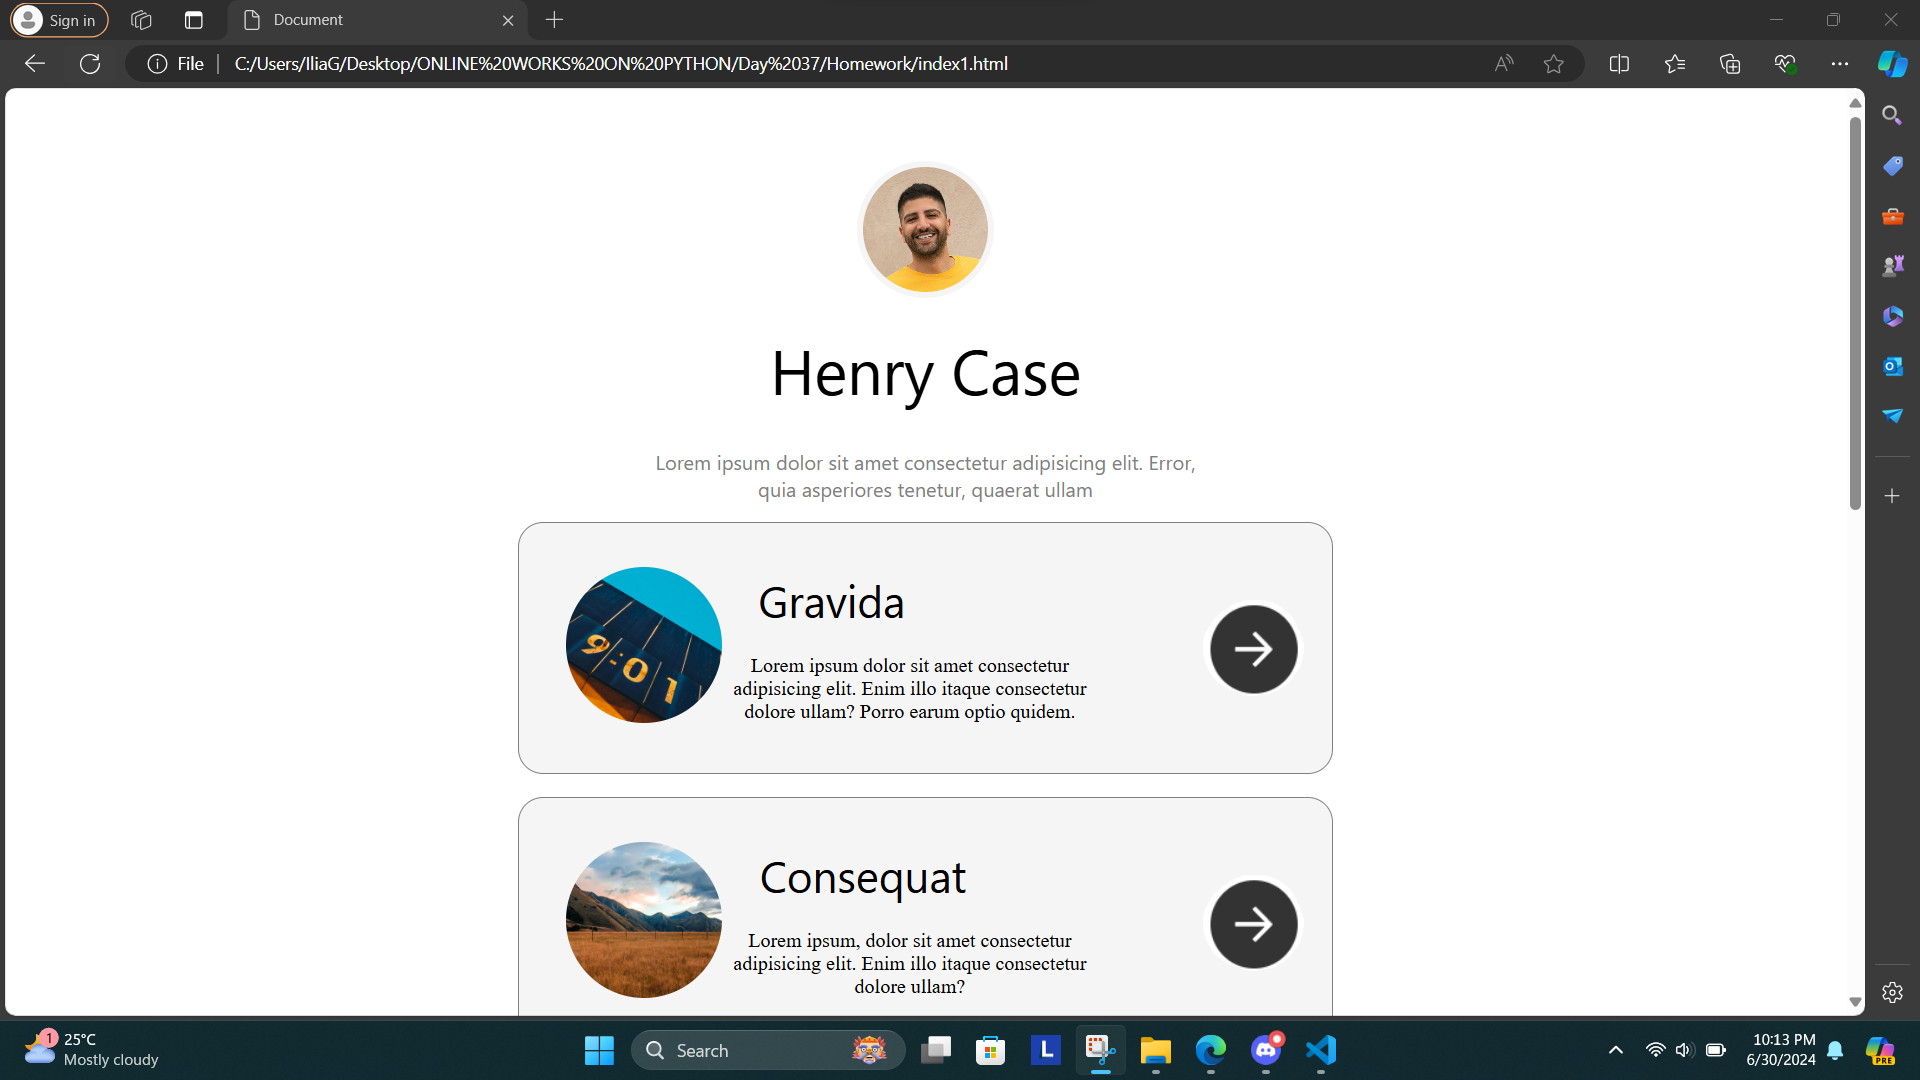 Sign in
Document
File
C:/Users/IliaG/Desktop/ONLINE%20WORKS%20ON%20PYTHON/Day%2037/Homework/index1.html
Henry Case
Lorem ipsum dolor sit amet consectetur adipisicing elit. Error,
quia asperiores tenetur, quaerat ullam
9:01
Gravida
Lorem ipsum dolor sit amet consectetur
adipisicing elit. Enim illo itaque consectetur
dolore ullam? Porro earum optio quidem.
Consequat
Lorem ipsum, dolor sit amet consectetur
adipisicing elit. Enim illo itaque consectetur
dolore ullam?
1
25°C
Mostly cloudy
Search
L
10:13 PM
6/30/2024
PRE